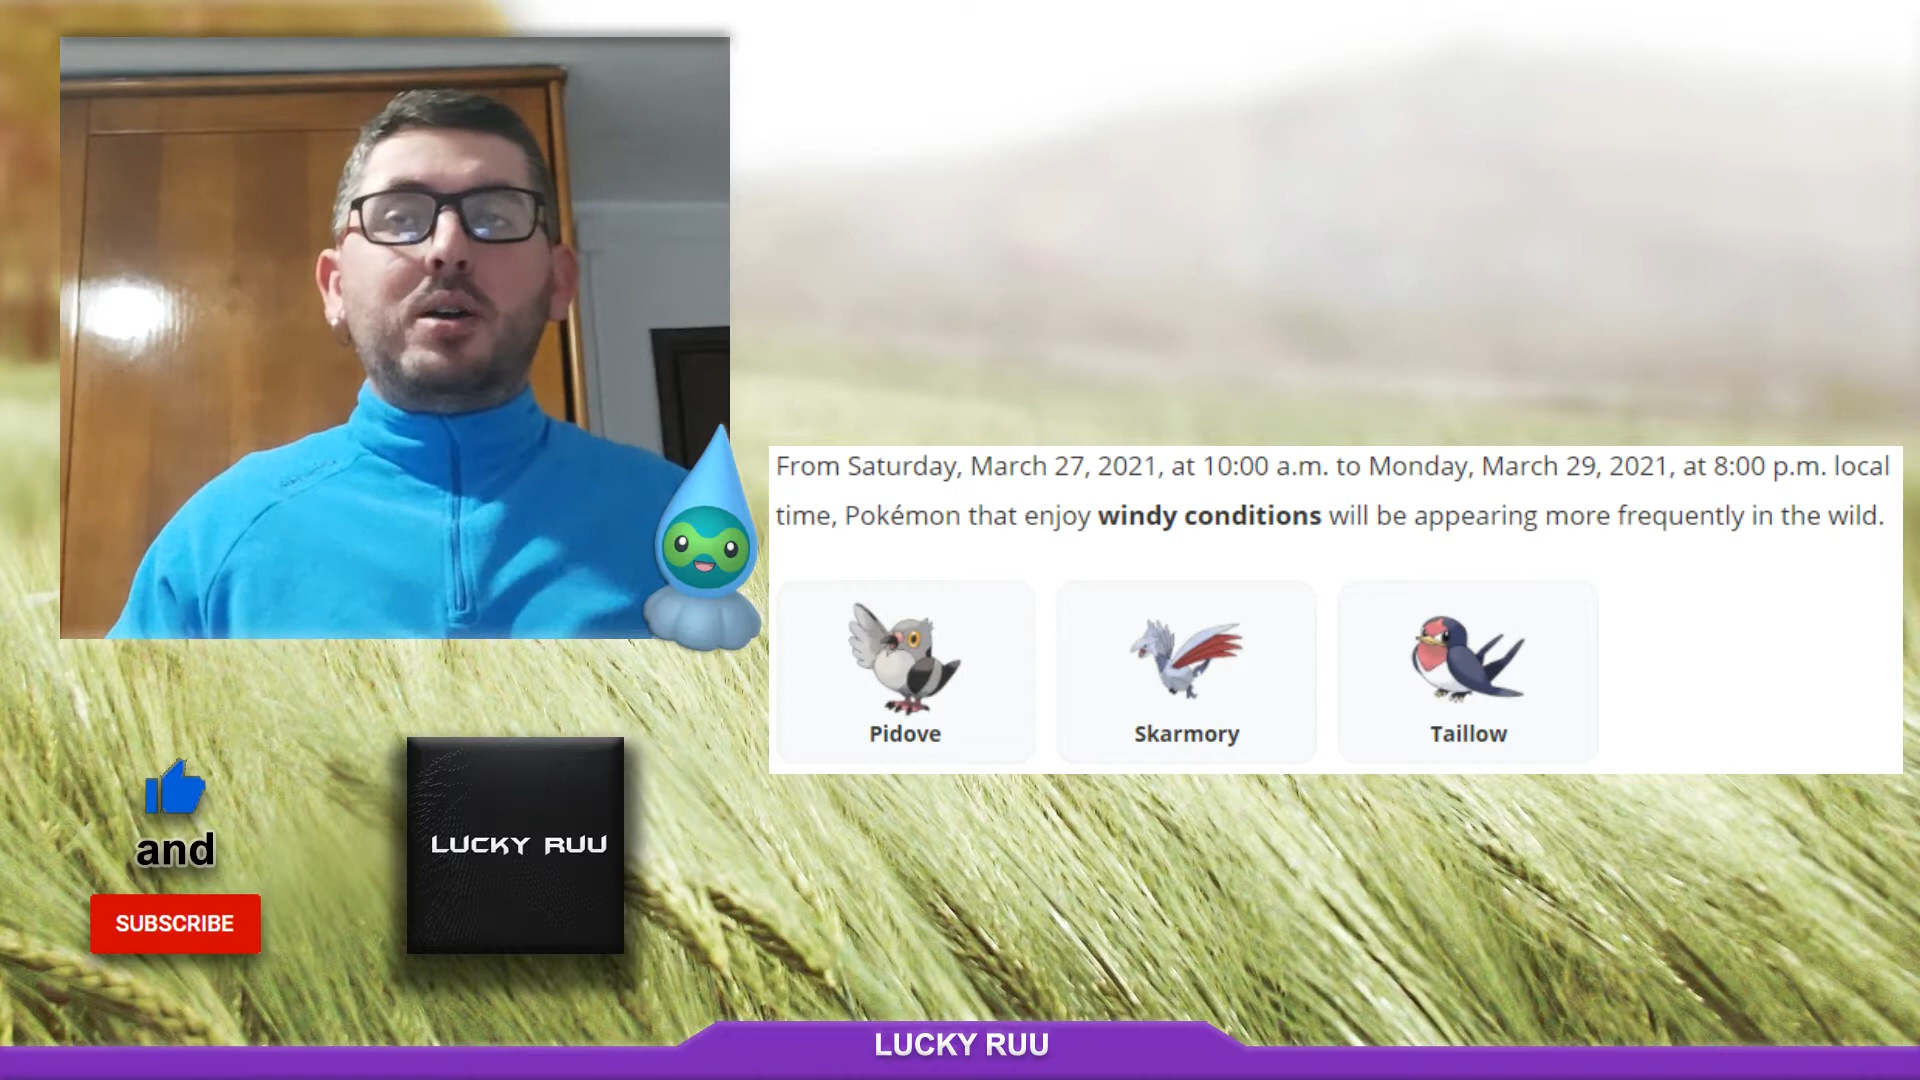 From Saturday, March 27, 2021, at 10:00 a.m. to Monday, March 29, 2021, at 8:00 p.m. local
time, Pokémon that enjoy windy conditions will be appearing more frequently in the wild.
Pidove
Skarmory
Taillow
and
SUBSCRIBE
LUCKY RUU
LUCKY RUU